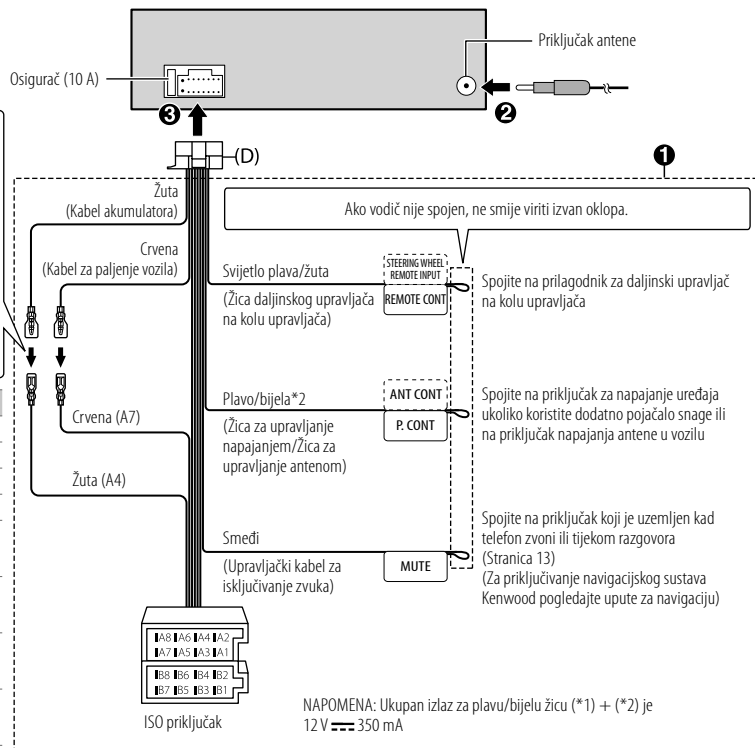 Priključak antene
Osigurač (10 A)
❸
❷
(D)
❶
Žuta
(Kabel akumulatora)
Ako vodič nije spojen, ne smije viriti izvan oklopa.
Crvena
(Kabel za paljenje vozila)
Svijetlo plava/žuta
(Žica daljinskog upravljača
na kolu upravljača)
STEERING WHEEL
REMOTE INPUT
REMOTE CONT
Spojite na prilagodnik za daljinski upravljač
na kolu upravljača
Plavo/bijela*2
(Žica za upravljanje
napajanjem/Žica za
upravljanje antenom)
ANT CONT
P. CONT
Spojite na priključak za napajanje uređaja
ukoliko koristite dodatno pojačalo snage ili
na priključak napajanja antene u vozilu
Crvena (A7)
Žuta (A4)
Smeđi
(Upravljački kabel za
isključivanje zvuka)
MUTE
Spojite na priključak koji je uzemljen kad
telefon zvoni ili tijekom razgovora
(Stranica 13)
(Za priključivanje navigacijskog sustava
Kenwood pogledajte upute za navigaciju)
A8 A6 A4 A2
A7 A5 A3 A1
B8 B6 B4 B2
B7 B5 B3 B1
ISO priključak
NAPOMENA: Ukupan izlaz za plavu/bijelu žicu (*1) + (*2) je
12 V ⎓ 350 mA